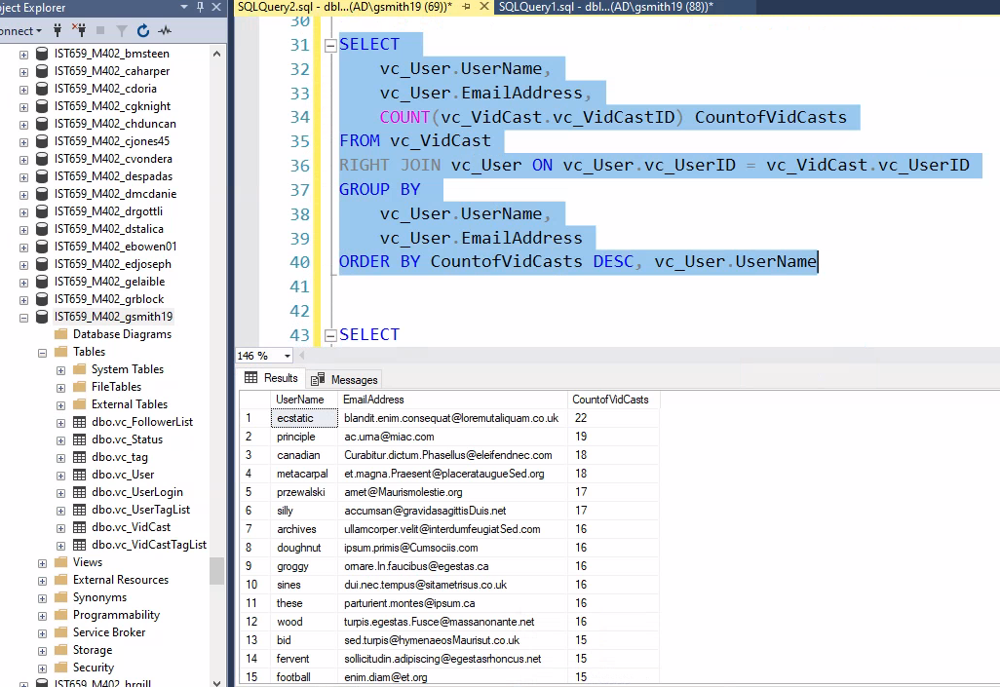 ject Explorer
SQLQuery2.sql - dbl...(AD\gsmith19 (69))*
SQLQuery1.sql - dbl...(AD\gsmith19 (88))*
onnect
IST659_M402_bmsteen
IST659_M402_caharper
IST659_M402_cdoria
IST659_M402_cgknight
IST659_M402_chduncan
IST659_M402_cjones45
IST659_M402_cvondera
IST659_M402_despadas
IST659_M402_dmcdanie
IST659_M402_drgottli
IST659_M402_dstalica
IST659_M402_ebowen01
IST659_M402_edjoseph
IST659_M402_gelaible
IST659_M402_grblock
IST659_M402_gsmith19
Database Diagrams
Tables
System Tables
FileTables
External Tables
dbo.vc_FollowerList
dbo.vc_Status
dbo.vc_tag
dbo.vc_User
dbo.vc_UserLogin
dbo.vc_UserTagList
dbo.vc_VidCast
dbo.vc_VidCastTagList
Views
External Resources
Synonyms
Programmability
Service Broker
Storage
Security
IST659_M402_hrgill
30
31 SELECT
32 vc_User.UserName,
33 vc_User.EmailAddress,
34 COUNT(vc_VidCast.vc_VidCastID) CountofVidCasts
35 FROM vc_VidCast
36 RIGHT JOIN vc_User ON vc_User.vc_UserID = vc_VidCast.vc_UserID
37 GROUP BY
38 vc_User.UserName,
39 vc_User.EmailAddress
40 ORDER BY CountofVidCasts DESC, vc_User.UserName
41
42
43 SELECT
146 %
Results Messages
UserName EmailAddress CountofVidCasts
1 ecstatic blandit.enim.consequat@loremutaliquam.co.uk 22
2 principle ac.urna@miac.com 19
3 canadian Curabitur.dictum.Phasellus@eleifendnec.com 18
4 metacarpal et.magna.Praesent@placerataugueSed.org 18
5 przewalski amet@Maurismolestie.org 17
6 silly accumsan@gravidasagittisDuis.net 17
7 archives ullamcorper.velit@interdumfeugiatSed.com 16
8 doughnut ipsum.primis@Cumsociis.com 16
9 groggy ornare.In.faucibus@egestas.ca 16
10 sines dui.nec.tempus@sitametrisus.co.uk 16
11 these parturient.montes@ipsum.ca 16
12 wood turpis.egestas.Fusce@massanonante.net 16
13 bid sed.turpis@hymenaeosMaurisut.co.uk 15
14 fervent sollicitudin.adipiscing@egestasrhoncus.net 15
15 football enim.diam@et.org 15